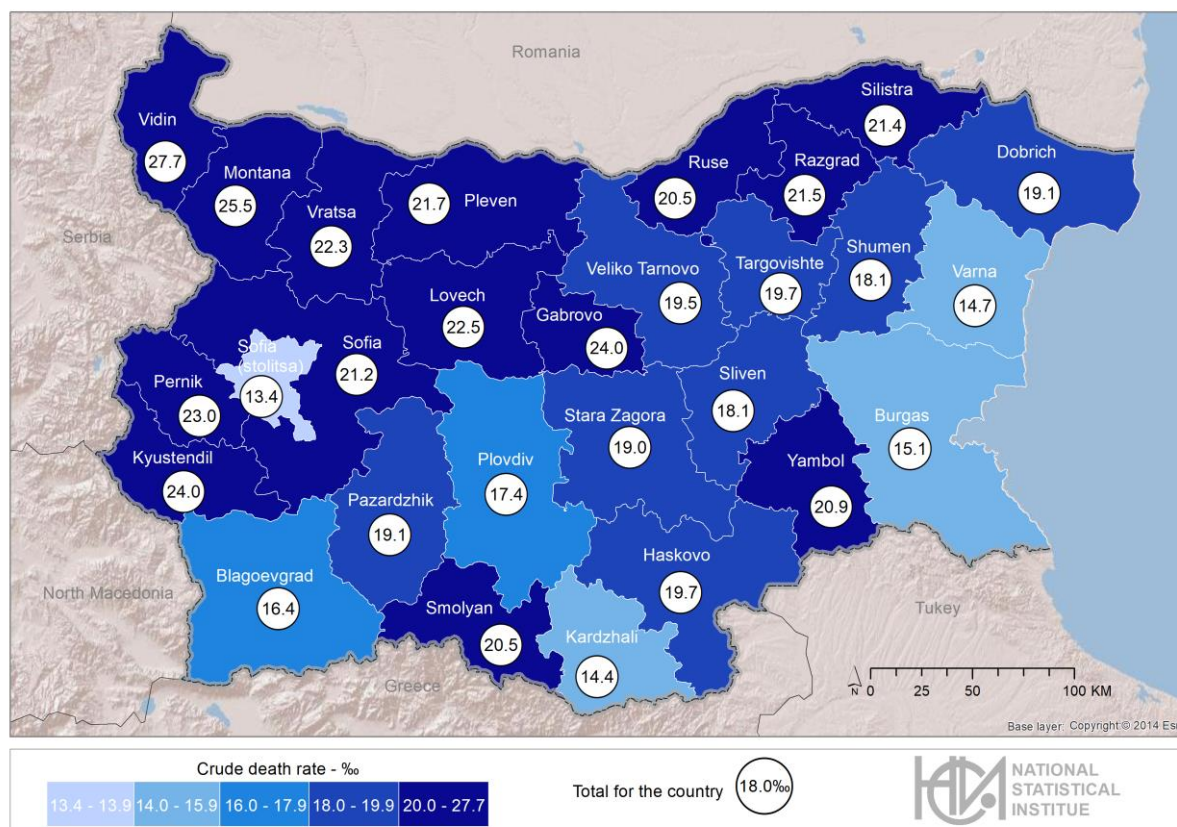 Romania
Silistra
21.4
Vidin
27.7
Ruse
20.5
Razgrad
21.5
Dobrich
19.1
Montana
25.5
Pleven
21.7
Vratsa
22.3
Serbia
Shumen
18.1
Targovishte
19.7
Veliko Tarnovo
19.5
Varna
14.7
Lovech
22.5
Gabrovo
24.0
Sofia
(stolitsa)
13.4
Sofia
21.2
Pernik
23.0
Sliven
18.1
Stara Zagora
19.0
Burgas
15.1
Kyustendil
24.0
Plovdiv
17.4
Yambol
20.9
Pazardzhik
19.1
Haskovo
19.7
Blagoevgrad
16.4
North Macedonia
Smolyan
20.5
Kardzhali
14.4
Tukey
Greece
N
0 25 50 100 KM
Base layer: Copyright:© 2014 Es
Crude death rate - ‰
13.4 - 13.9 14.0 - 15.9 16.0 - 17.9 18.0 - 19.9 20.0 - 27.7
Total for the country 18.0‰
НСИ
NATIONAL
STATISTICAL
INSTITUE